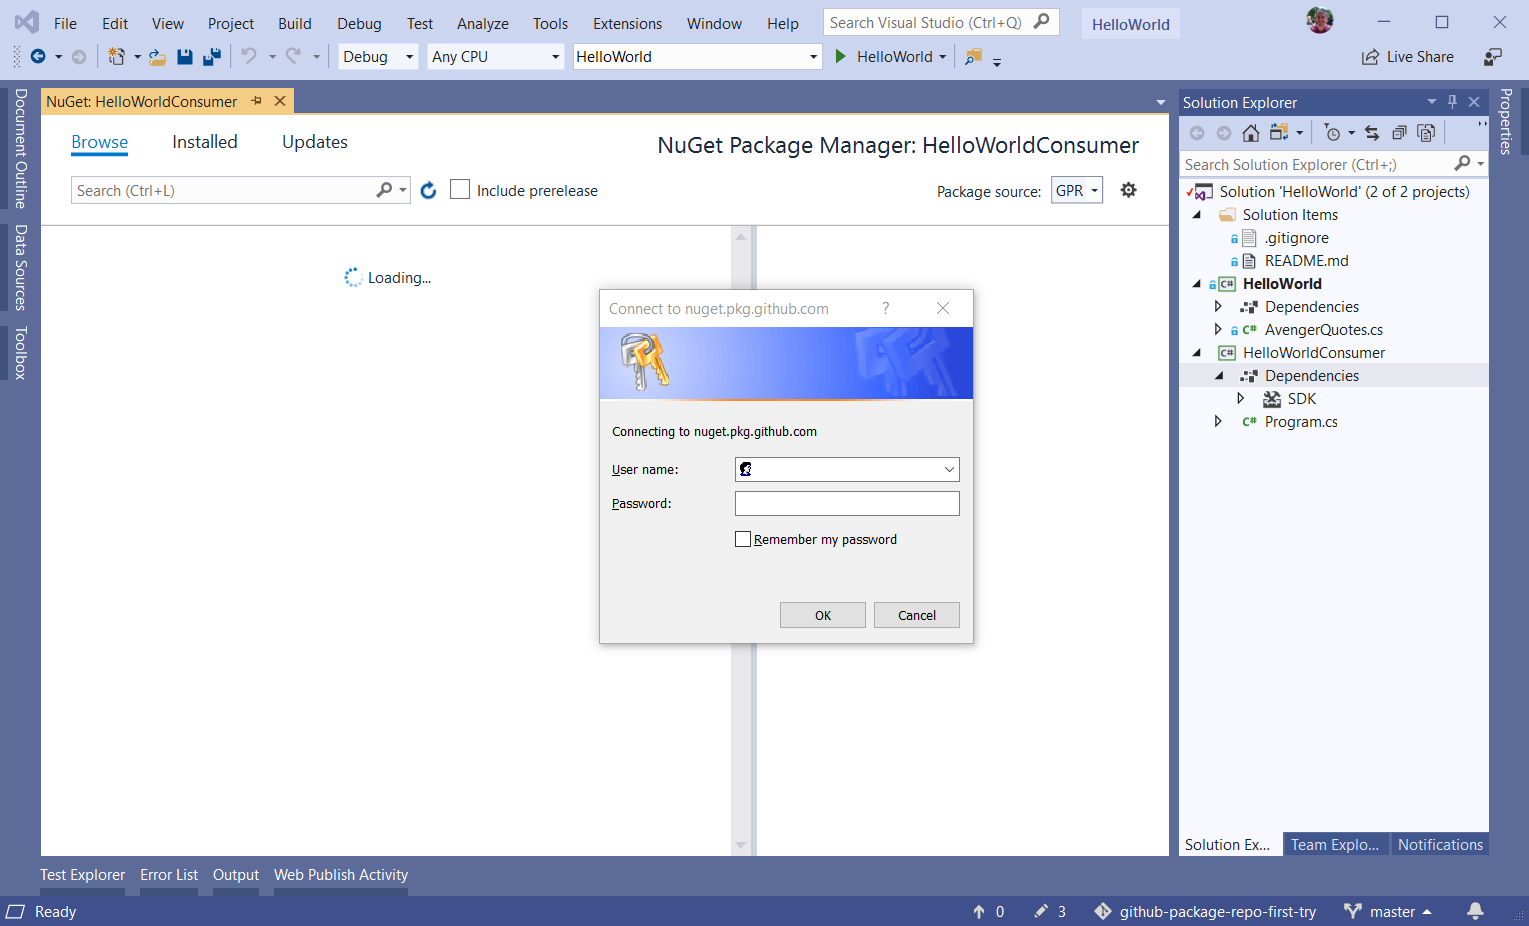 File Edit View Project Build Debug Test Analyze Tools Extensions Window Help Search Visual Studio (Ctrl+Q) HelloWorld
Debug Any CPU HelloWorld HelloWorld Live Share
Document Outline
Data Sources
Toolbox
NuGet: HelloWorldConsumer
Browse Installed Updates NuGet Package Manager: HelloWorldConsumer
Search (Ctrl+L) Include prerelease Package source: GPR
Loading...
Connect to nuget.pkg.github.com ?
Connecting to nuget.pkg.github.com
User name:
Password:
Remember my password
OK Cancel
Solution Explorer
Search Solution Explorer (Ctrl+;)
Solution 'HelloWorld' (2 of 2 projects)
Solution Items
.gitignore
README.md
C# HelloWorld
Dependencies
C# AvengerQuotes.cs
C# HelloWorldConsumer
Dependencies
SDK
C# Program.cs
Solution Ex... Team Explo... Notifications
Properties
Test Explorer Error List Output Web Publish Activity
Ready 0 3 github-package-repo-first-try master